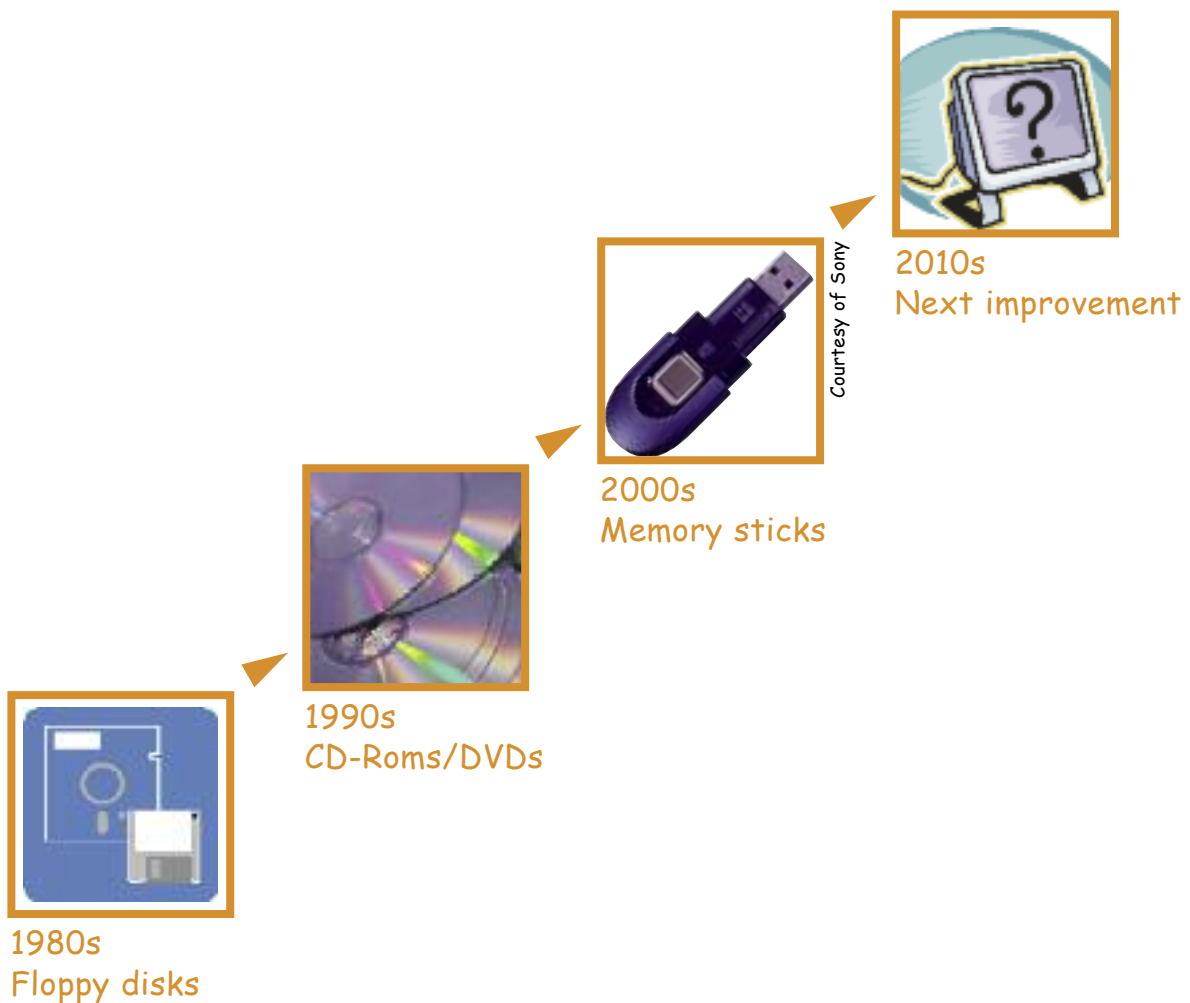 2010s
Next improvement
Courtesy of Sony
2000s
Memory sticks
1990s
CD-Roms/DVDs
1980s
Floppy disks